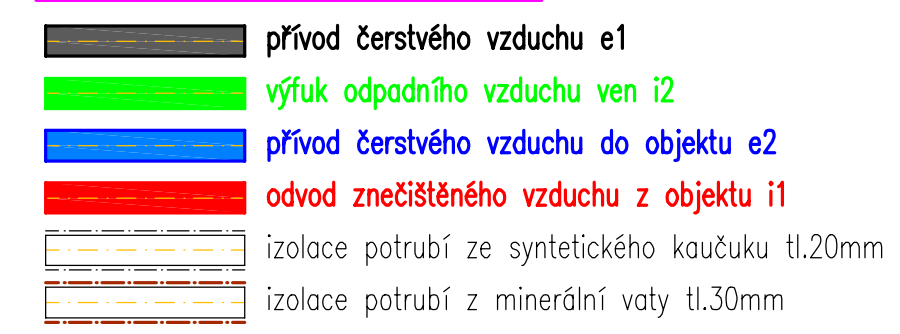 přívod čerstvého vzduchu e1
výfuk odpadního vzduchu ven i2
přívod čerstvého vzduchu do objektu e2
odvod znečištěného vzduchu z objektu i1
izolace potrubí ze syntetického kaučuku tl.20mm
izolace potrubí z minerální vaty tl.30mm